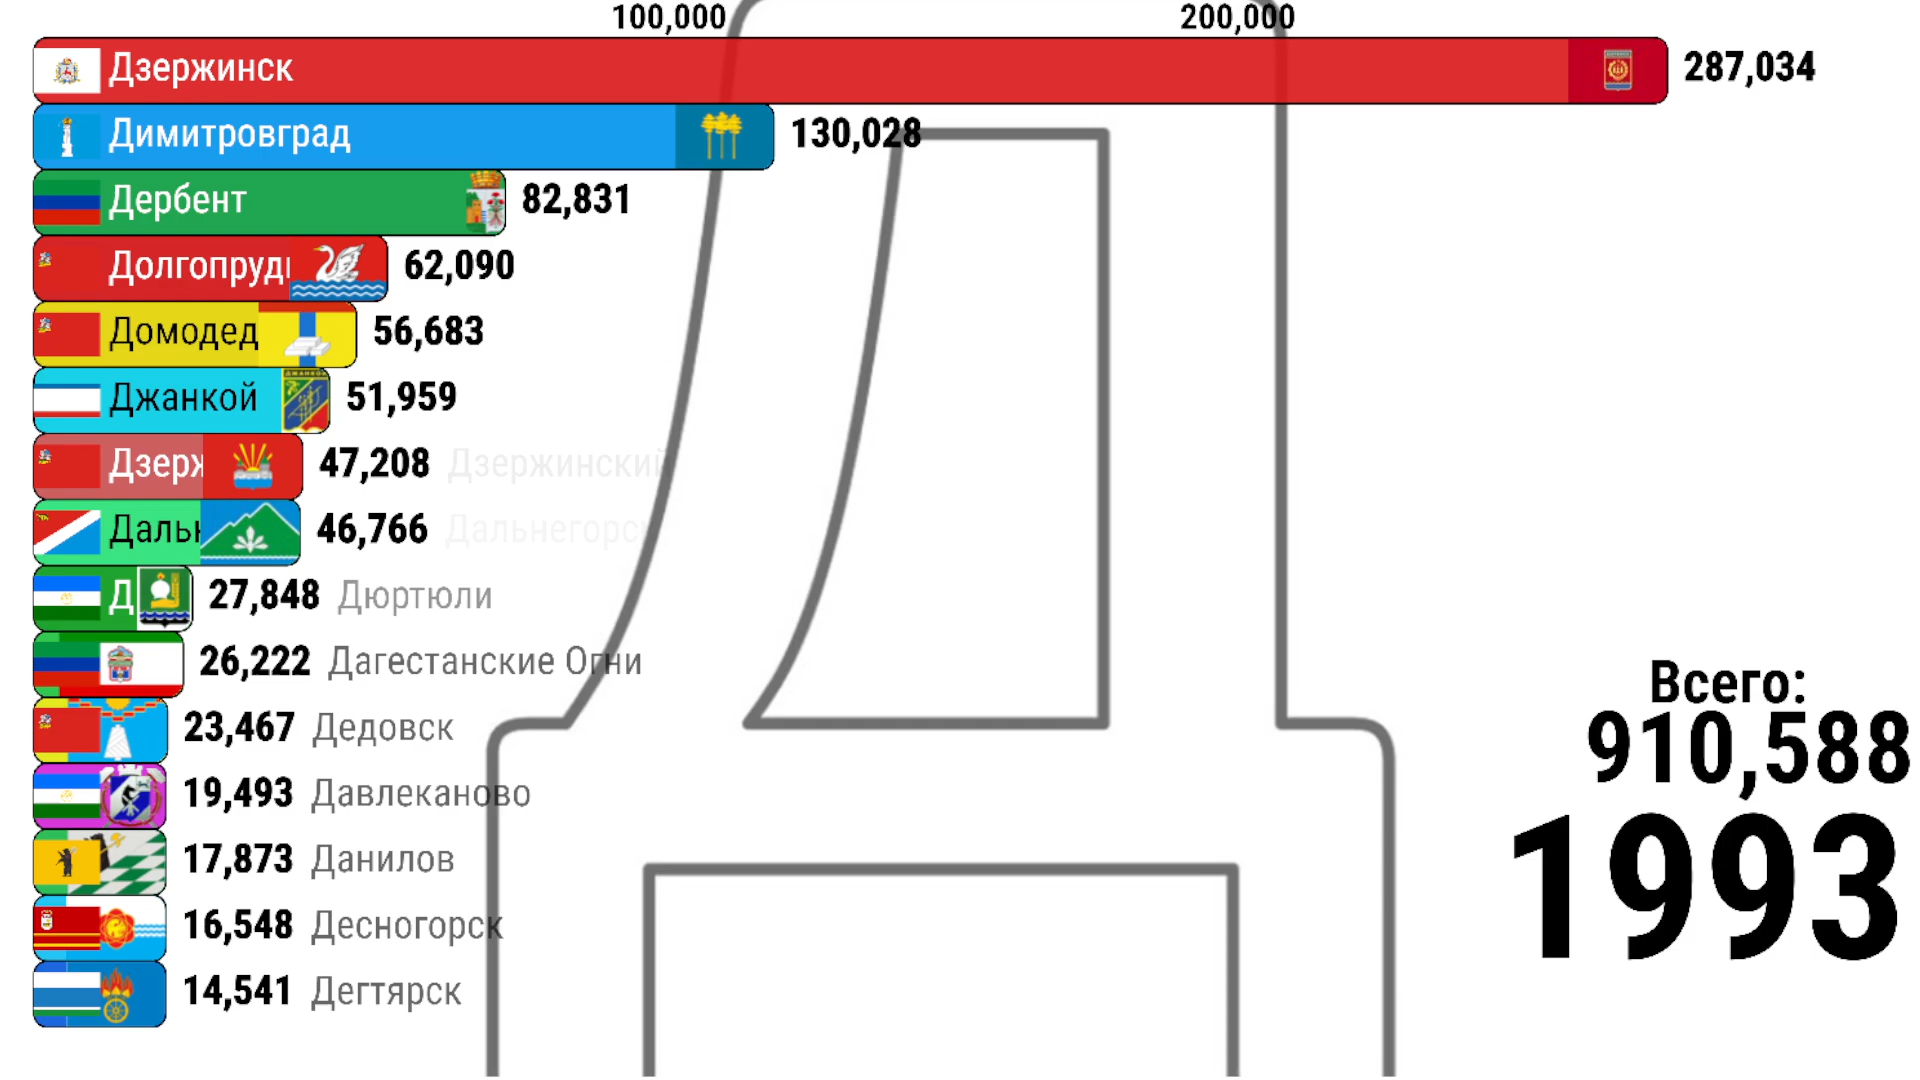 100,000 200,000
Дзержинск 287,034
Димитровград 130,028
Дербент 82,831
Долгопрудн 62,090
Домодед 56,683
Джанкой 51,959
Дзерж 47,208 Дзержинский
Даль 46,766 Дальнегорск
Д 27,848 Дюртюли
26,222 Дагестанские Огни
23,467 Дедовск
19,493 Давлеканово
17,873 Данилов
16,548 Десногорск
14,541 Дегтярск
Всего:
910,588
1993